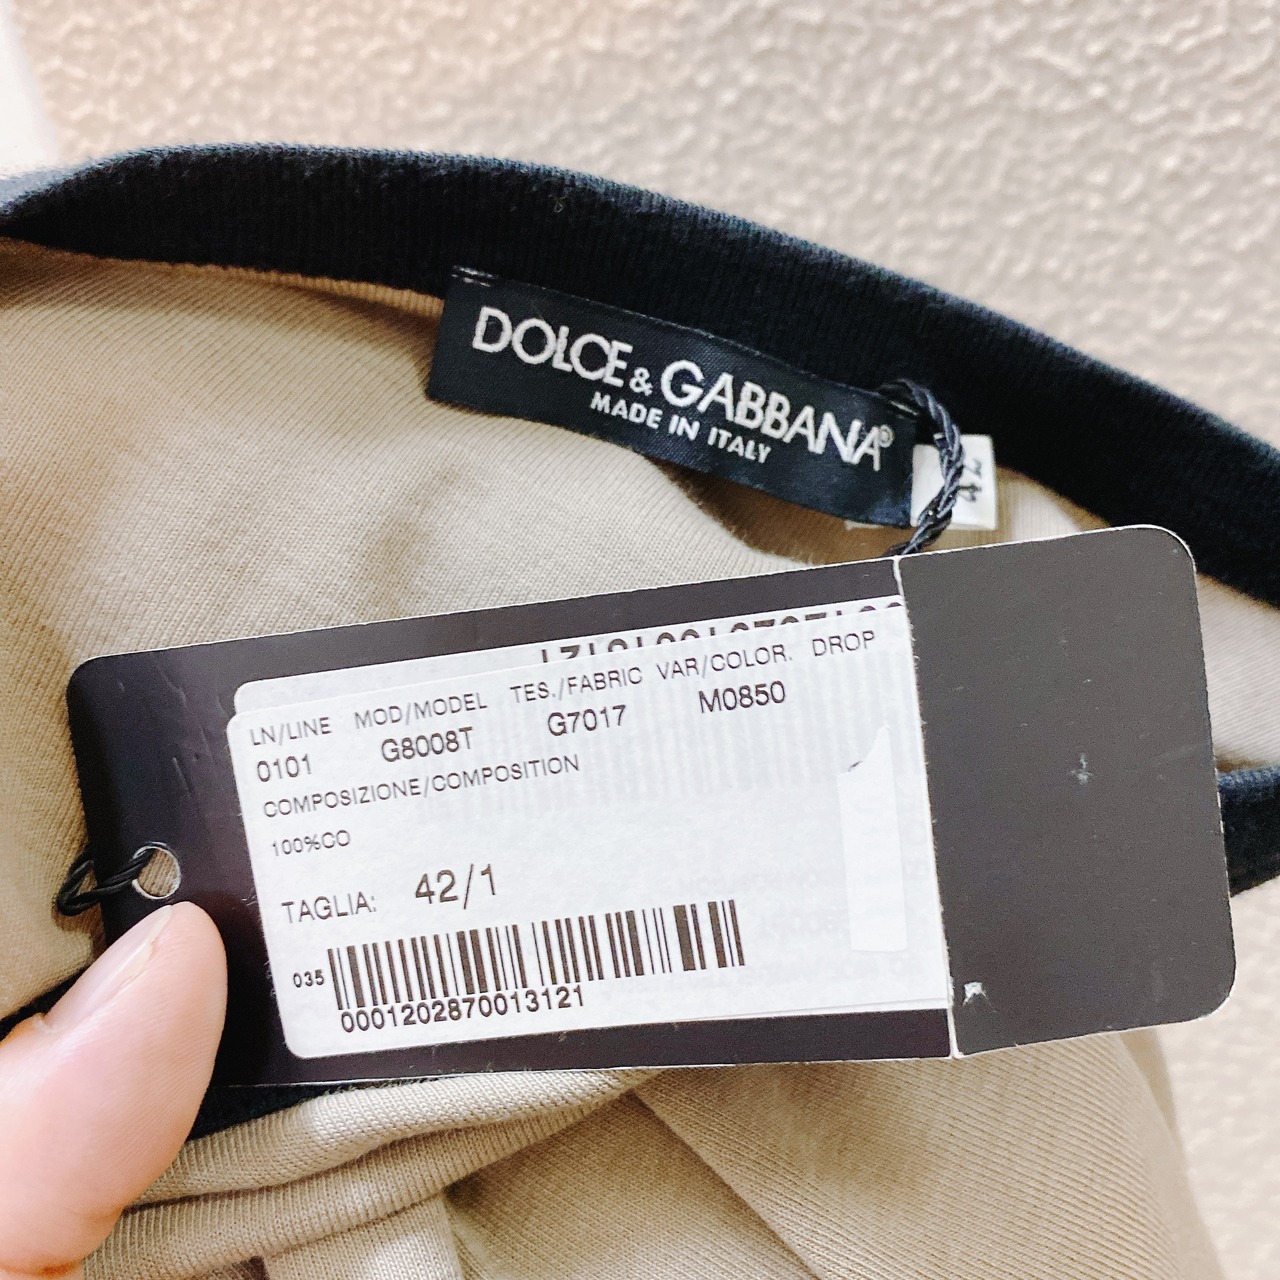 DOLCE & GABBANA®
MADE IN ITALY
42
LN/LINE MOD/MODEL TES./FABRIC VAR/COLOR. DROP
0101 G8008T G7017 M0850
COMPOSIZIONE/COMPOSITION
100%CO
TAGLIA: 42/1
035
0001202870013121